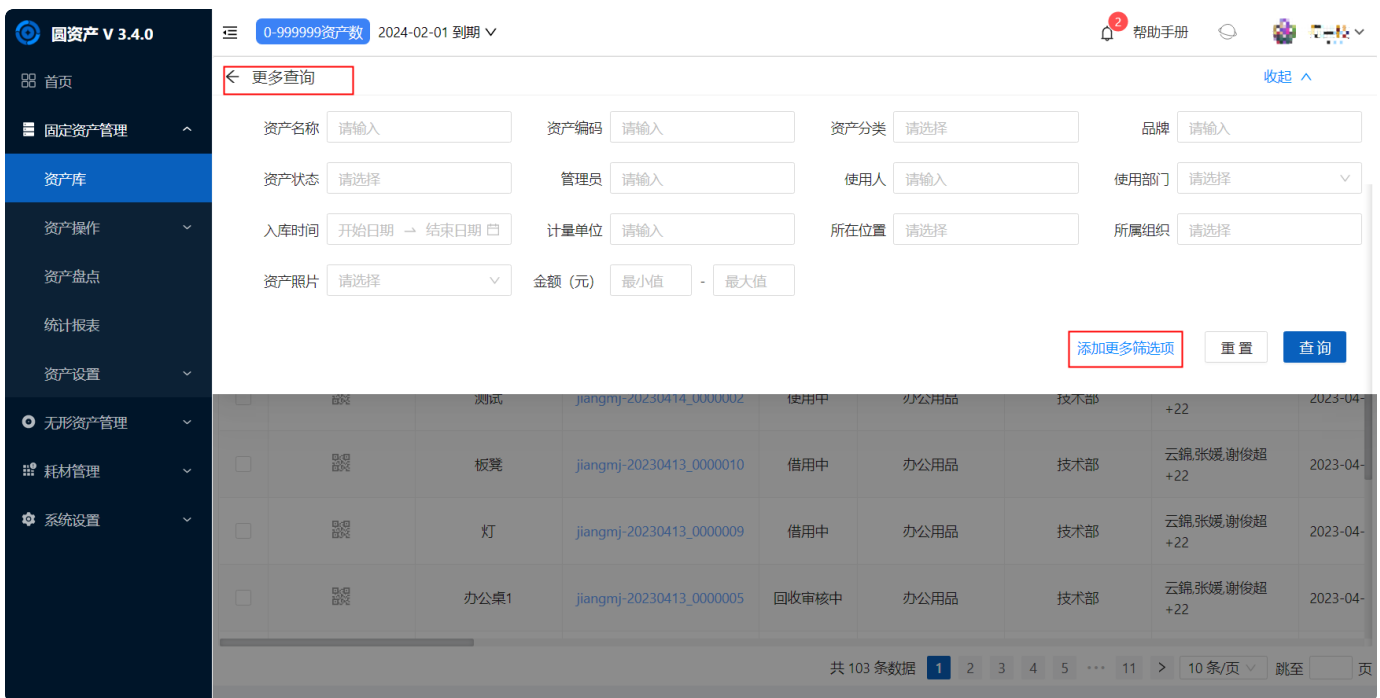 圆资产 V 3.4.0
0-999999资产数 2024-02-01 到期
2
帮助手册
首页
固定资产管理
资产库
资产操作
资产盘点
统计报表
资产设置
无形资产管理
耗材管理
系统设置
更多查询
收起
资产名称 请输入 资产编码 请输入 资产分类 请选择 品牌 请输入
资产状态 请选择 管理员 请输入 使用人 请输入 使用部门 请选择
入库时间 开始日期 → 结束日期 计量单位 请输入 所在位置 请选择 所属组织 请选择
资产照片 请选择 金额（元） 最小值 - 最大值
添加更多筛选项 重置 查询
测试 jiangmj-20230414_0000002 使用中 办公用品 技术部 +22 2023-04-
板凳 jiangmj-20230413_0000010 借用中 办公用品 技术部 云錦,张媛,谢俊超 +22 2023-04-
灯 jiangmj-20230413_0000009 借用中 办公用品 技术部 云錦,张媛,谢俊超 +22 2023-04-
办公桌1 jiangmj-20230413_0000005 回收审核中 办公用品 技术部 云錦,张媛,谢俊超 +22 2023-04-
共 103 条数据 1 2 3 4 5 ··· 11 > 10 条/页 跳至 页